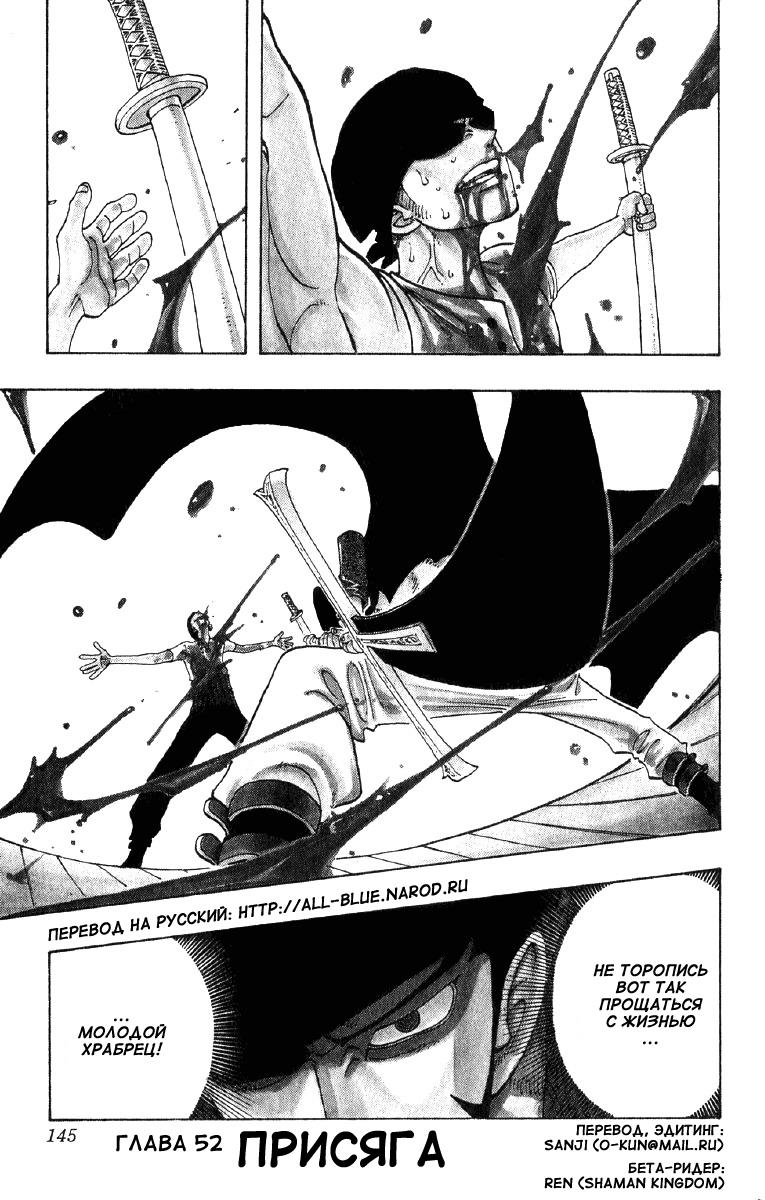 ПЕРЕВОД НА РУССКИЙ: HTTP://ALL-BLUE.NAROD.RU
НЕ ТОРОПИСЬ
ВОТ ТАК
ПРОЩАТЬСЯ
С ЖИЗНЬЮ
...
...
МОЛОДОЙ
ХРАБРЕЦ!
145
ГЛАВА 52 ПРИСЯГА
ПЕРЕВОД, ЭДИТИНГ:
SANJI (O-KUN@MAIL.RU)
БЕТА-РИДЕР:
REN (SHAMAN KINGDOM)